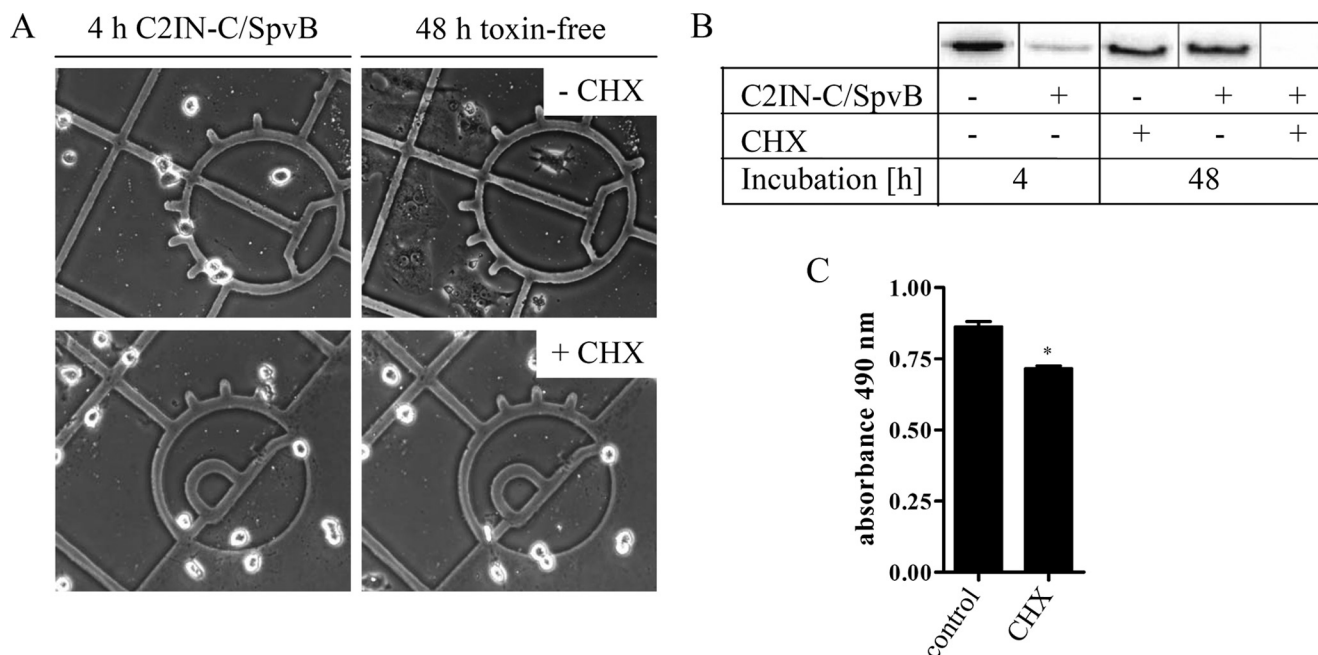 A
4 h C2IN-C/SpvB 48 h toxin-free
- CHX
+ CHX
B
C2IN-C/SpvB - + - + +
CHX - - + - +
Incubation [h] 4 48
C
absorbance 490 nm
1.00
0.75
0.50
0.25
0.00
*
control
CHX